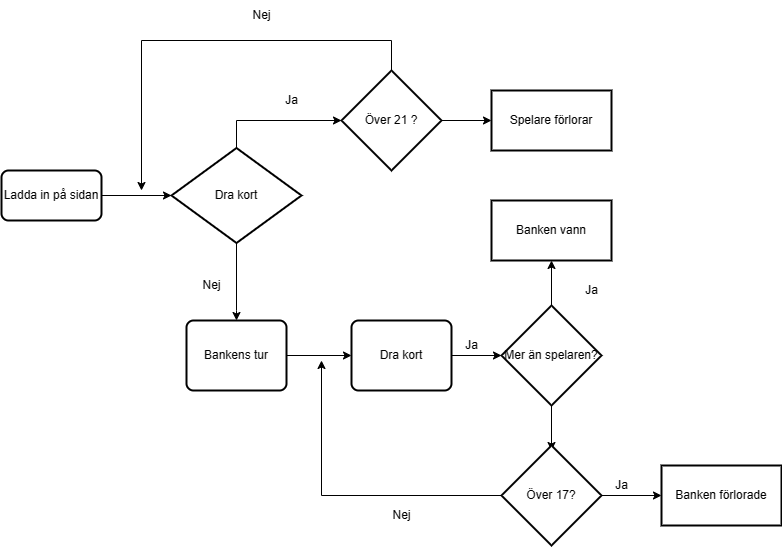 Nej
Ja
Över 21 ?
Spelare förlorar
Ladda in på sidan
Dra kort
Banken vann
Nej
Ja
Bankens tur
Dra kort
Ja
Mer än spelaren?
Över 17?
Ja
Banken förlorade
Nej